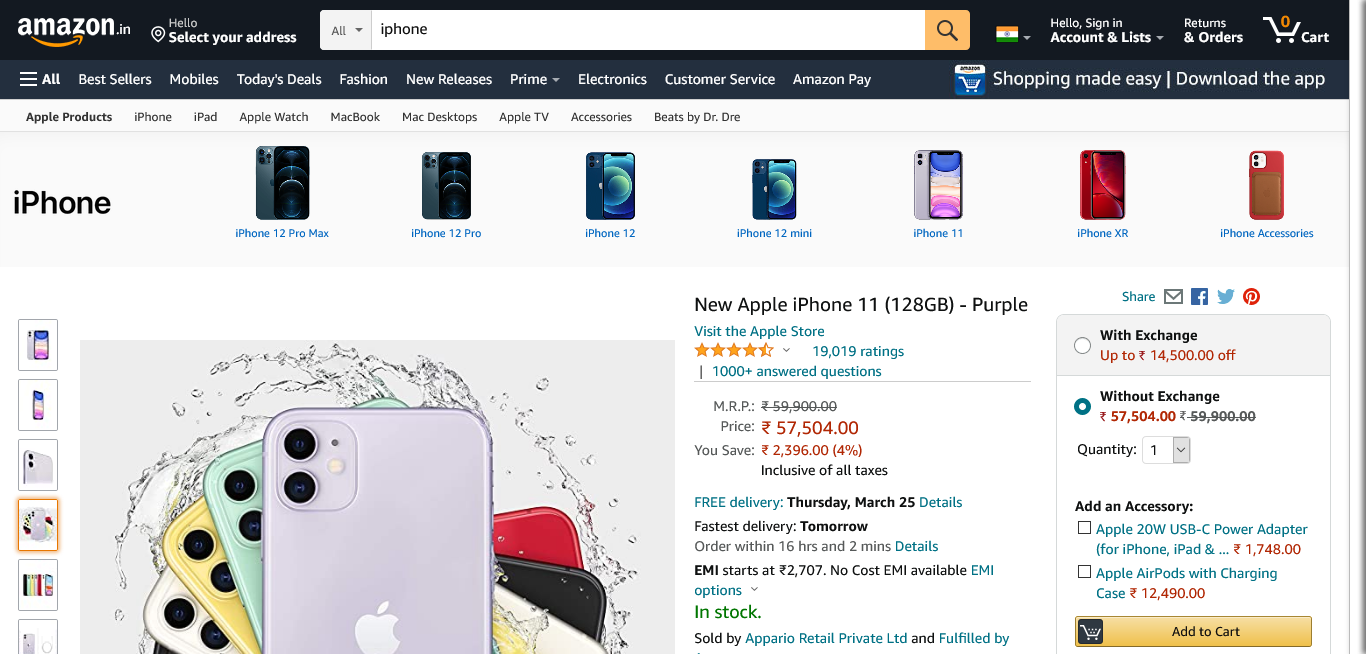 amazon.in
Hello
Select your address
All
iphone
Hello, Sign in
Account & Lists
Returns
& Orders
0
Cart
All
Best Sellers
Mobiles
Today's Deals
Fashion
New Releases
Prime
Electronics
Customer Service
Amazon Pay
amazon
Shopping made easy | Download the app
Apple Products
iPhone
iPad
Apple Watch
MacBook
Mac Desktops
Apple TV
Accessories
Beats by Dr. Dre
iPhone
iPhone 12 Pro Max
iPhone 12 Pro
iPhone 12
iPhone 12 mini
iPhone 11
iPhone XR
iPhone Accessories
New Apple iPhone 11 (128GB) - Purple
Visit the Apple Store
19,019 ratings
| 1000+ answered questions
M.R.P.: ₹ 59,900.00
Price: ₹ 57,504.00
You Save: ₹ 2,396.00 (4%)
Inclusive of all taxes
FREE delivery: Thursday, March 25 Details
Fastest delivery: Tomorrow
Order within 16 hrs and 2 mins Details
EMI starts at ₹2,707. No Cost EMI available EMI
options
In stock.
Sold by Appario Retail Private Ltd and Fulfilled by
Share
With Exchange
Up to ₹ 14,500.00 off
Without Exchange
₹ 57,504.00 ₹ 59,900.00
Quantity: 1
Add an Accessory:
Apple 20W USB-C Power Adapter
(for iPhone, iPad & ... ₹ 1,748.00
Apple AirPods with Charging
Case ₹ 12,490.00
Add to Cart